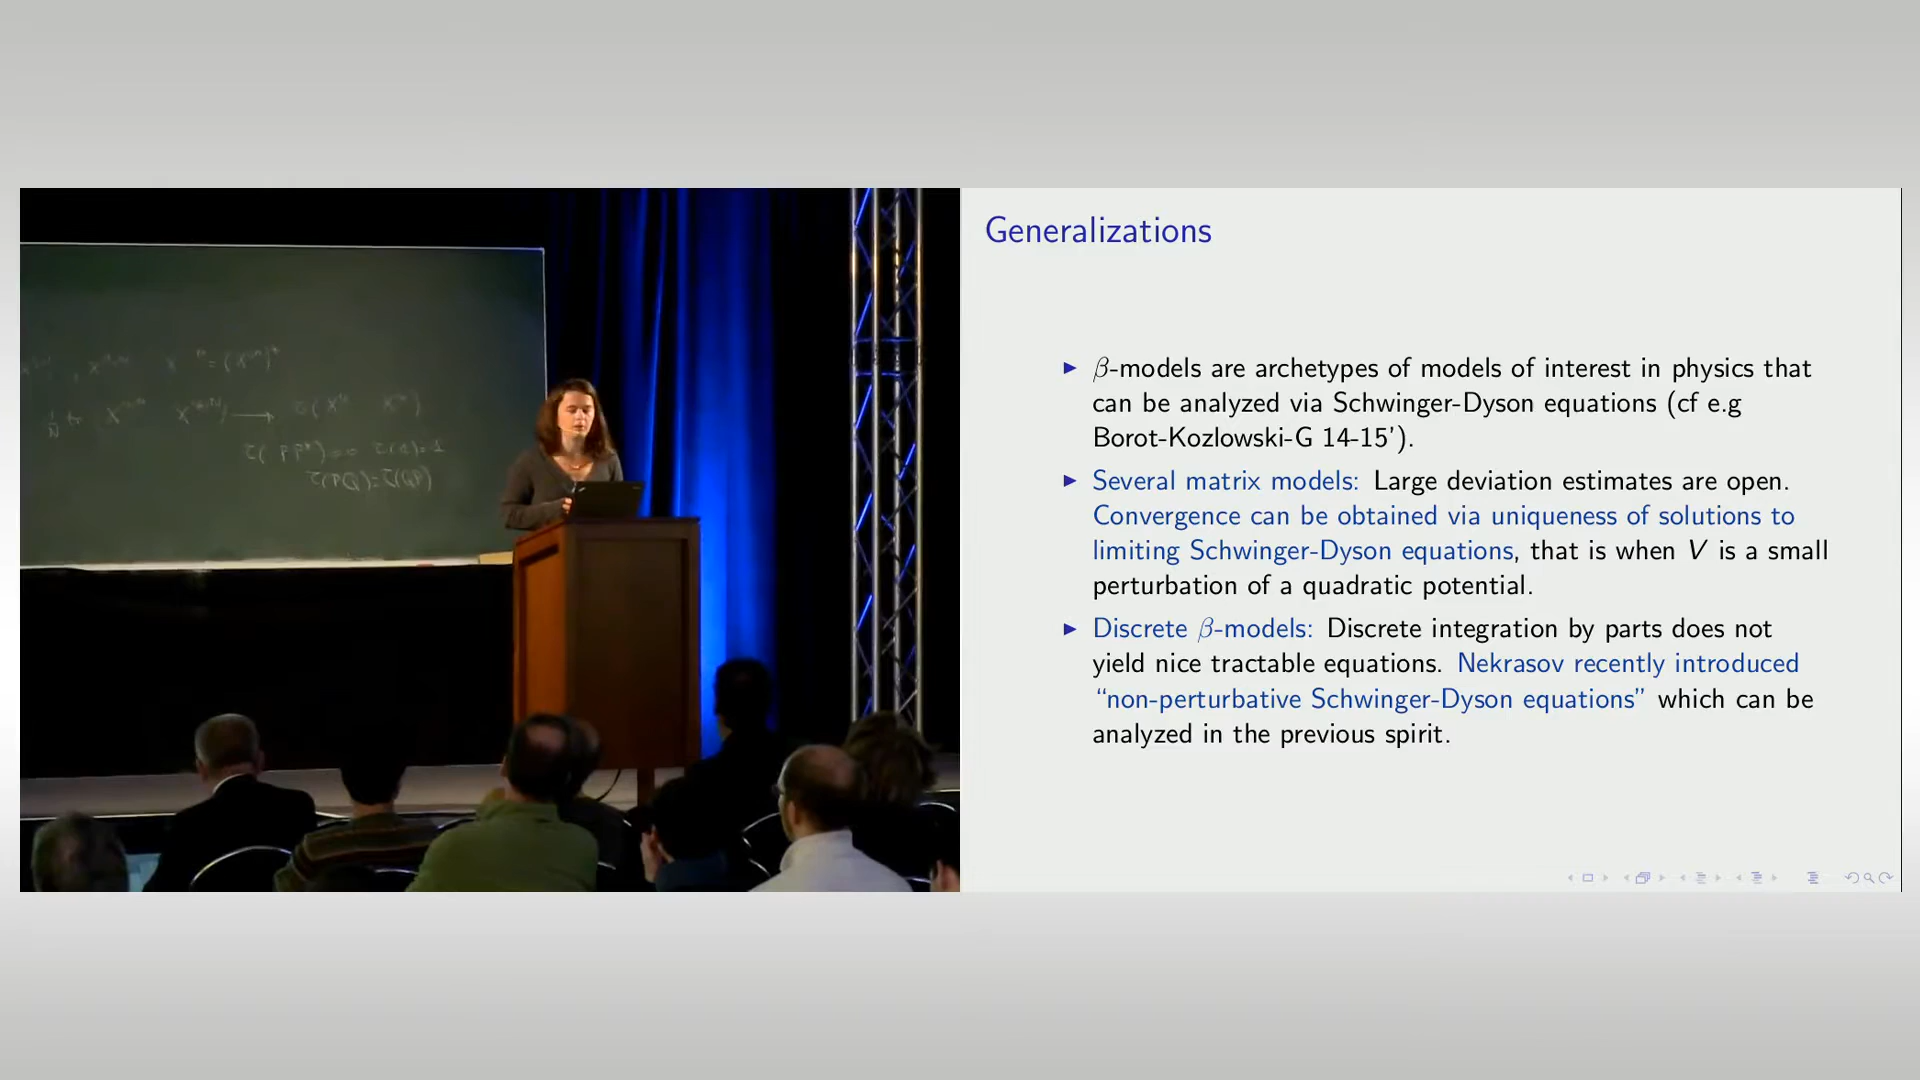 Generalizations
β-models are archetypes of models of interest in physics that
can be analyzed via Schwinger-Dyson equations (cf e.g
Borot-Kozlowski-G 14-15').
Several matrix models: Large deviation estimates are open.
Convergence can be obtained via uniqueness of solutions to
limiting Schwinger-Dyson equations, that is when V is a small
perturbation of a quadratic potential.
Discrete β-models: Discrete integration by parts does not
yield nice tractable equations. Nekrasov recently introduced
“non-perturbative Schwinger-Dyson equations” which can be
analyzed in the previous spirit.
τ(PQ)=τ(QP)